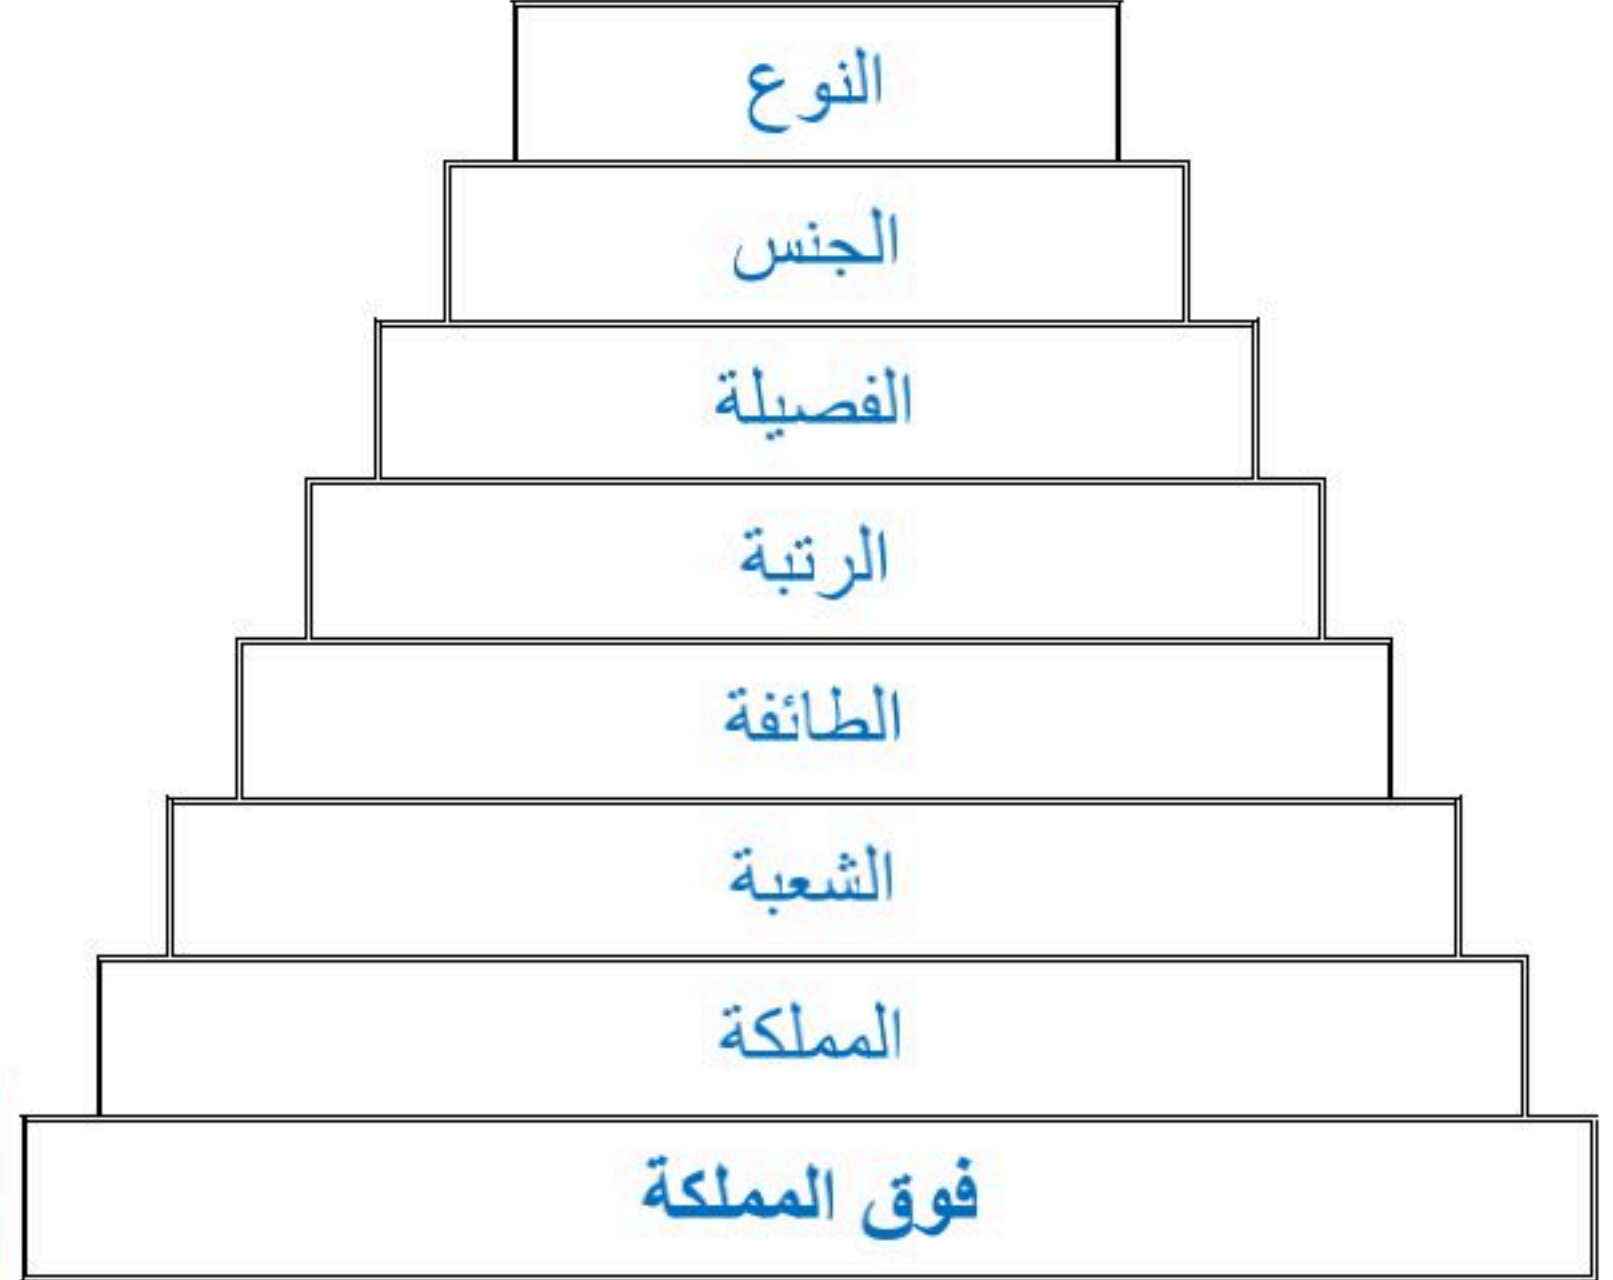 النوع
الجنس
الفصيلة
الرتبة
الطائفة
الشعبة
المملكة
فوق المملكة